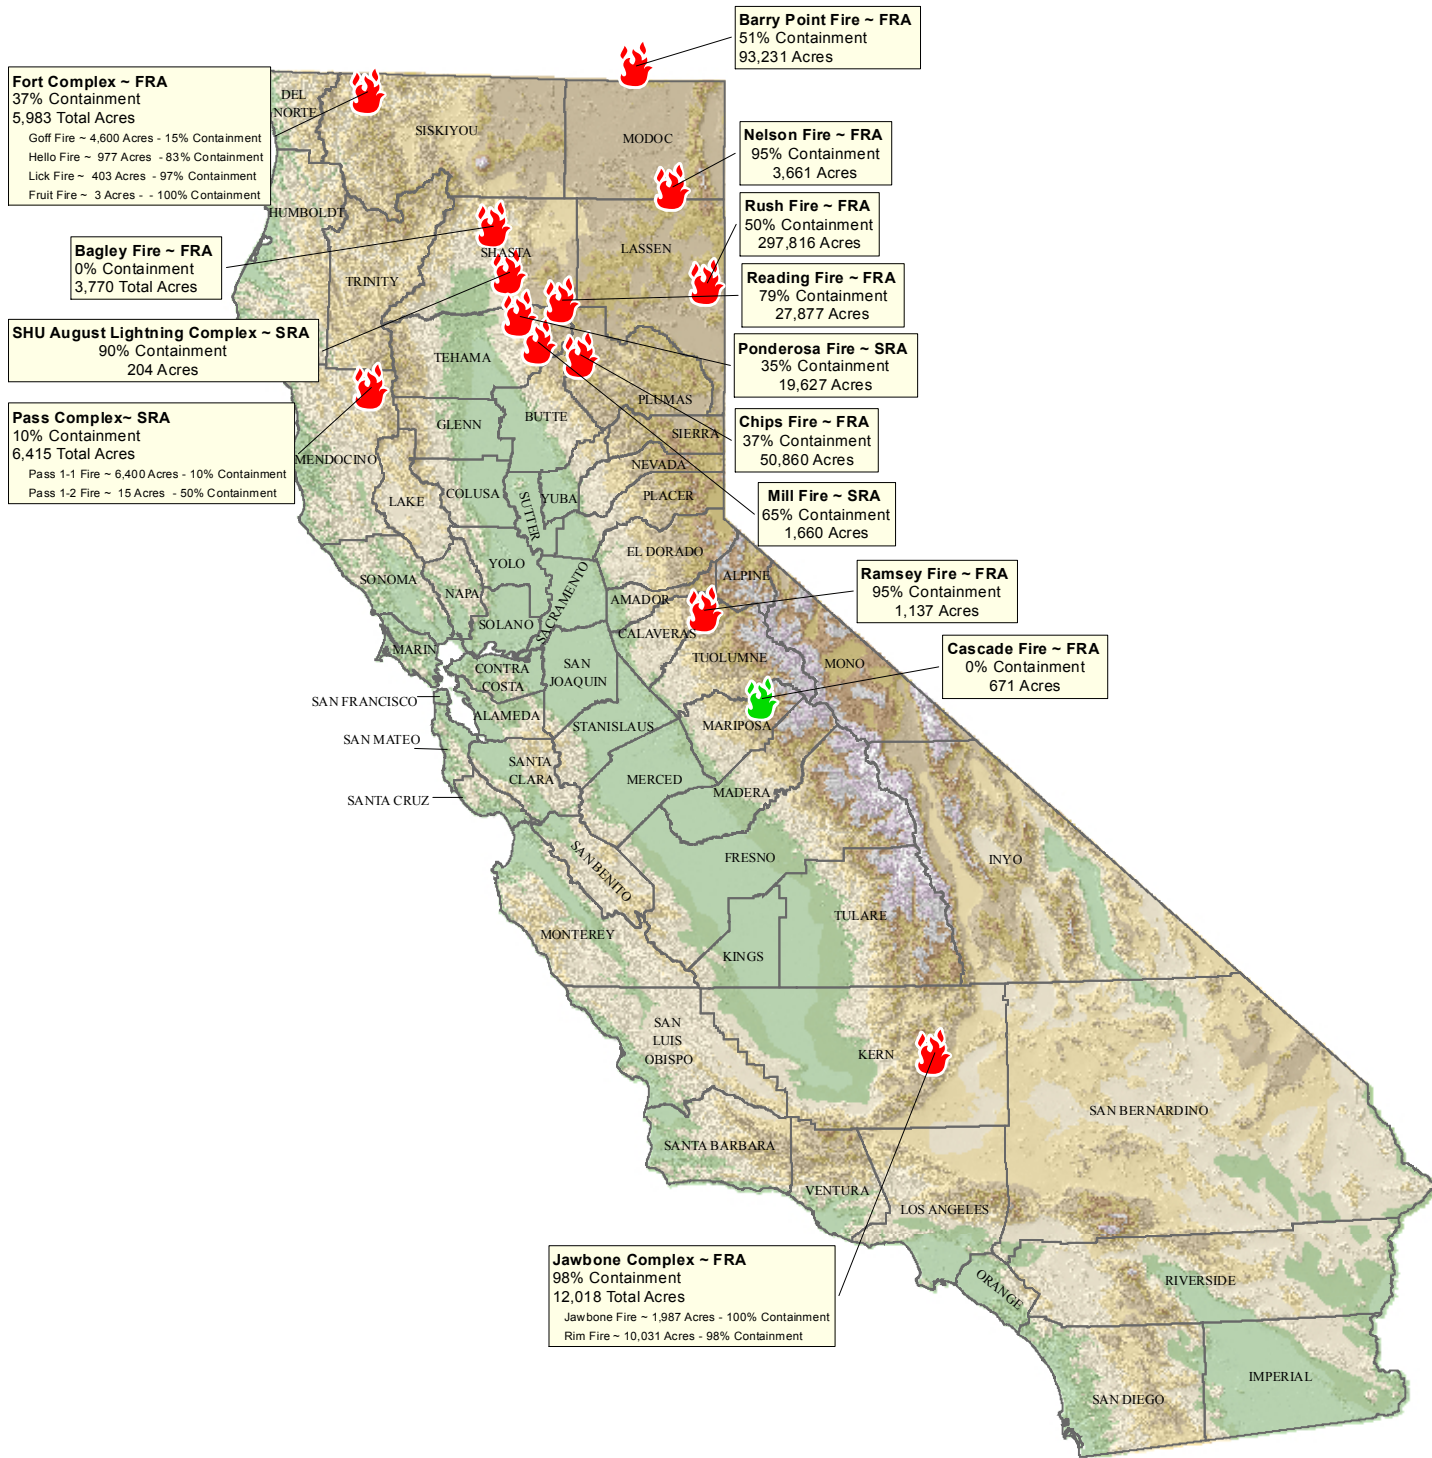 Barry Point Fire ~ FRA
51% Containment
93,231 Acres
Fort Complex ~ FRA
37% Containment
5,983 Total Acres
Goff Fire ~ 4,600 Acres - 15% Containment
Hello Fire ~ 977 Acres - 83% Containment
Lick Fire ~ 403 Acres - 97% Containment
Fruit Fire ~ 3 Acres - - 100% Containment
Nelson Fire ~ FRA
95% Containment
3,661 Acres
Rush Fire ~ FRA
50% Containment
297,816 Acres
Bagley Fire ~ FRA
0% Containment
3,770 Total Acres
Reading Fire ~ FRA
79% Containment
27,877 Acres
SHU August Lightning Complex ~ SRA
90% Containment
204 Acres
Ponderosa Fire ~ SRA
35% Containment
19,627 Acres
Pass Complex~ SRA
10% Containment
6,415 Total Acres
Pass 1-1 Fire ~ 6,400 Acres - 10% Containment
Pass 1-2 Fire ~ 15 Acres - 50% Containment
Chips Fire ~ FRA
37% Containment
50,860 Acres
Mill Fire ~ SRA
65% Containment
1,660 Acres
Ramsey Fire ~ FRA
95% Containment
1,137 Acres
Cascade Fire ~ FRA
0% Containment
671 Acres
Jawbone Complex ~ FRA
98% Containment
12,018 Total Acres
Jawbone Fire ~ 1,987 Acres - 100% Containment
Rim Fire ~ 10,031 Acres - 98% Containment
DEL
NORTE
SISKIYOU
MODOC
HUMBOLDT
TRINITY
SHASTA
LASSEN
TEHAMA
PLUMAS
BUTTE
GLENN
SIERRA
MENDOCINO
NEVADA
LAKE
COLUSA
SUTTER
YUBA
PLACER
EL DORADO
YOLO
ALPINE
SONOMA
NAPA
SACRAMENTO
AMADOR
SOLANO
CALAVERAS
MARIN
TUOLUMNE
MONO
CONTRA
COSTA
SAN
JOAQUIN
SAN FRANCISCO
ALAMEDA
STANISLAUS
MARIPOSA
SAN MATEO
SANTA
CLARA
MERCED
MADERA
SANTA CRUZ
FRESNO
SAN BENITO
INYO
TULARE
MONTEREY
KINGS
SAN
LUIS
OBISPO
KERN
SAN BERNARDINO
SANTA BARBARA
VENTURA
LOS ANGELES
ORANGE
RIVERSIDE
SAN DIEGO
IMPERIAL